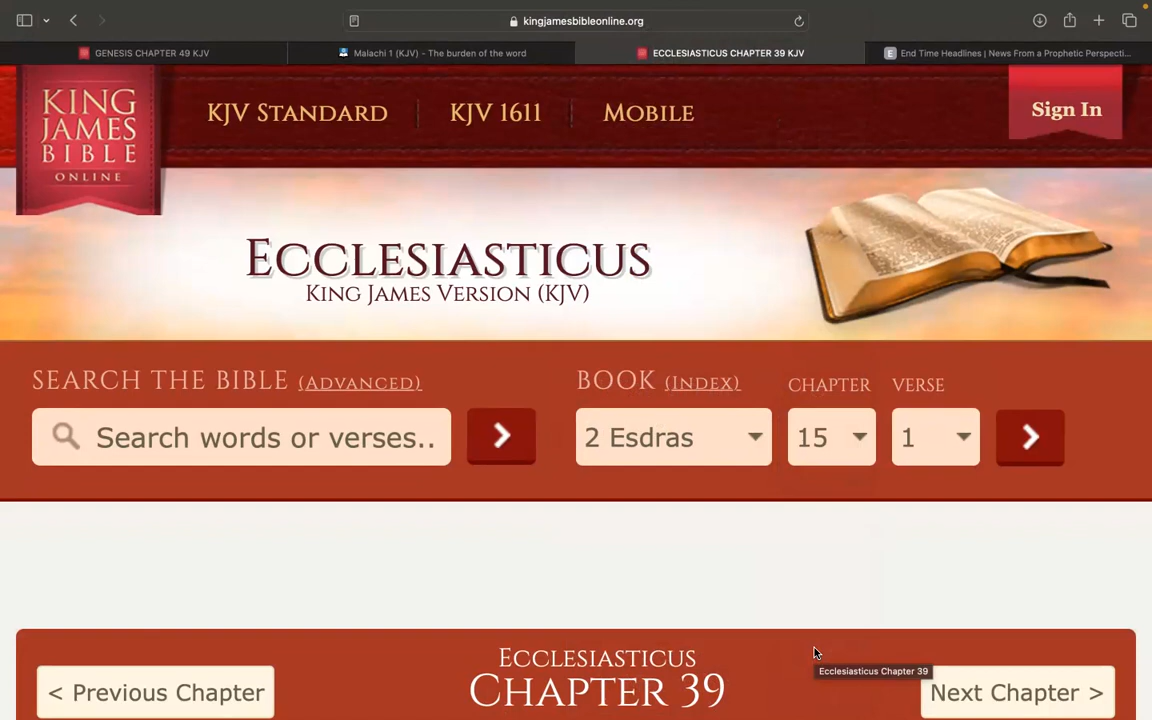 kingjamesbibleonline.org
GENESIS CHAPTER 49 KJV
Malachi 1 (KJV) - The burden of the word
ECCLESIASTICUS CHAPTER 39 KJV
E End Time Headlines | News From a Prophetic Perspecti...
KING
JAMES
BIBLE
ONLINE
KJV Standard
KJV 1611
Mobile
Sign In
Ecclesiasticus
King James Version (KJV)
SEARCH THE BIBLE (Advanced)
BOOK (Index)
CHAPTER
VERSE
Search words or verses..
2 Esdras
15
1
Ecclesiasticus
Chapter 39
< Previous Chapter
Next Chapter >
Ecclesiasticus Chapter 39